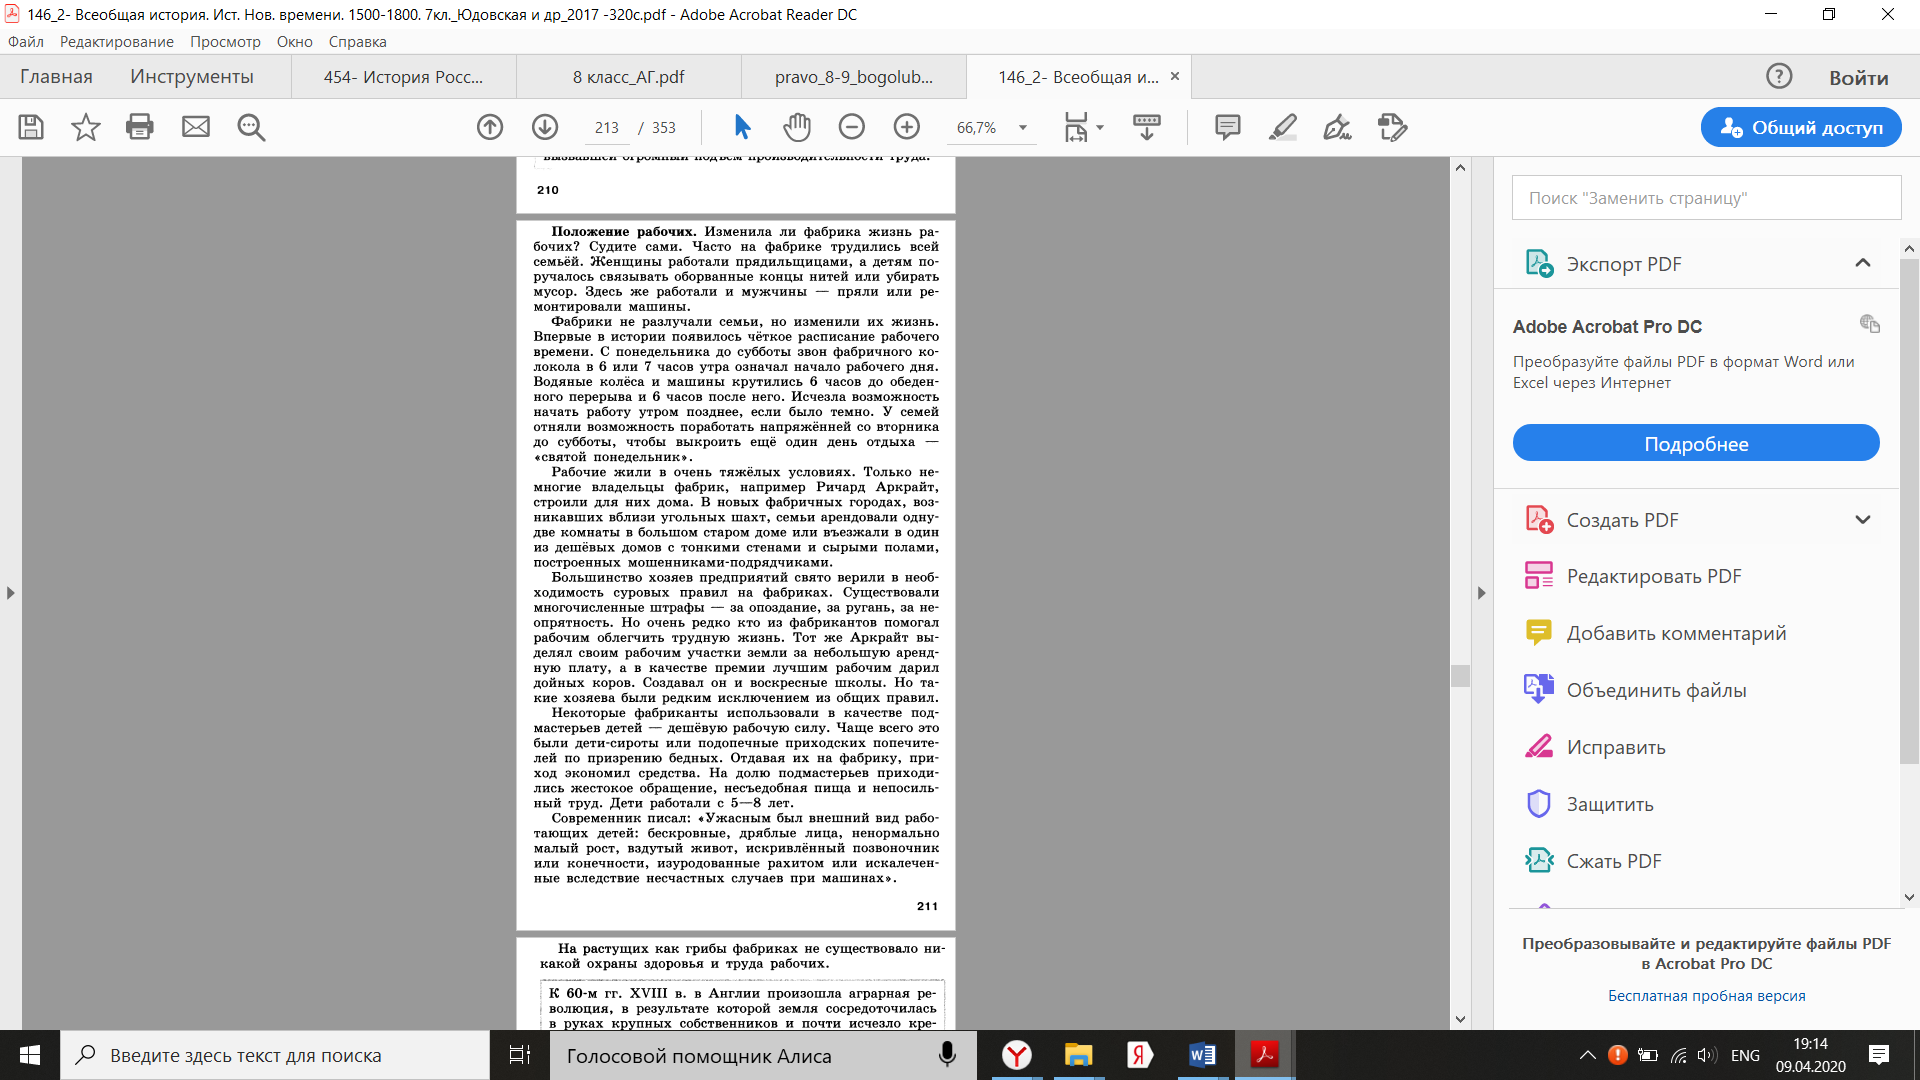 146_2- Всеобщая история. Ист. Нов. времени. 1500-1800. 7кл._Юдовская и др_2017 -320с.pdf - Adobe Acrobat Reader DC
Файл Редактирование Просмотр Окно Справка
Главная Инструменты 454- История Росс... 8 класс_АГ.pdf pravo_8-9_bogolub... 146_2- Всеобщая и... Войти
213 / 353 66,7% Общий доступ
вызвавшей огромный подъём производительности труда.
210
Положение рабочих. Изменила ли фабрика жизнь ра-
бочих? Судите сами. Часто на фабрике трудились всей
семьёй. Женщины работали прядильщицами, а детям по-
ручалось связывать оборванные концы нитей или убирать
мусор. Здесь же работали и мужчины — пряли или ре-
монтировали машины.
Фабрики не разлучали семьи, но изменили их жизнь.
Впервые в истории появилось чёткое расписание рабочего
времени. С понедельника до субботы звон фабричного ко-
локола в 6 или 7 часов утра означал начало рабочего дня.
Водяные колёса и машины крутились 6 часов до обеден-
ного перерыва и 6 часов после него. Исчезла возможность
начать работу утром позднее, если было темно. У семей
отняли возможность поработать напряжённей со вторника
до субботы, чтобы выкроить ещё один день отдыха —
«святой понедельник».
Рабочие жили в очень тяжёлых условиях. Только не-
многие владельцы фабрик, например Ричард Аркрайт,
строили для них дома. В новых фабричных городах, воз-
никавших вблизи угольных шахт, семьи арендовали одну-
две комнаты в большом старом доме или въезжали в один
из дешёвых домов с тонкими стенами и сырыми полами,
построенных мошенниками-подрядчиками.
Большинство хозяев предприятий свято верили в необ-
ходимость суровых правил на фабриках. Существовали
многочисленные штрафы — за опоздание, за ругань, за не-
опрятность. Но очень редко кто из фабрикантов помогал
рабочим облегчить трудную жизнь. Тот же Аркрайт вы-
делял своим рабочим участки земли за небольшую аренд-
ную плату, а в качестве премии лучшим рабочим дарил
дойных коров. Создавал он и воскресные школы. Но та-
кие хозяева были редким исключением из общих правил.
Некоторые фабриканты использовали в качестве под-
мастерьев детей — дешёвую рабочую силу. Чаще всего это
были дети-сироты или подопечные приходских попечите-
лей по призрению бедных. Отдавая их на фабрику, при-
ход экономил средства. На долю подмастерьев приходи-
лись жестокое обращение, несъедобная пища и непосиль-
ный труд. Дети работали с 5—8 лет.
Современник писал: «Ужасным был внешний вид рабо-
тающих детей: бескровные, дряблые лица, ненормально
малый рост, вздутый живот, искривлённый позвоночник
или конечности, изуродованные рахитом или искалечен-
ные вследствие несчастных случаев при машинах».
211
На растущих как грибы фабриках не существовало ни-
какой охраны здоровья и труда рабочих.
К 60-м гг. XVIII в. в Англии произошла аграрная ре-
волюция, в результате которой земля сосредоточилась
в руках крупных собственников и почти исчезло кре-
Поиск "Заменить страницу"
Экспорт PDF
Adobe Acrobat Pro DC
Преобразуйте файлы PDF в формат Word или
Excel через Интернет
Подробнее
Создать PDF
Редактировать PDF
Добавить комментарий
Объединить файлы
Исправить
Защитить
Сжать PDF
Преобразовывайте и редактируйте файлы PDF
в Acrobat Pro DC
Бесплатная пробная версия
Введите здесь текст для поиска Голосовой помощник Алиса ENG 19:14
09.04.2020